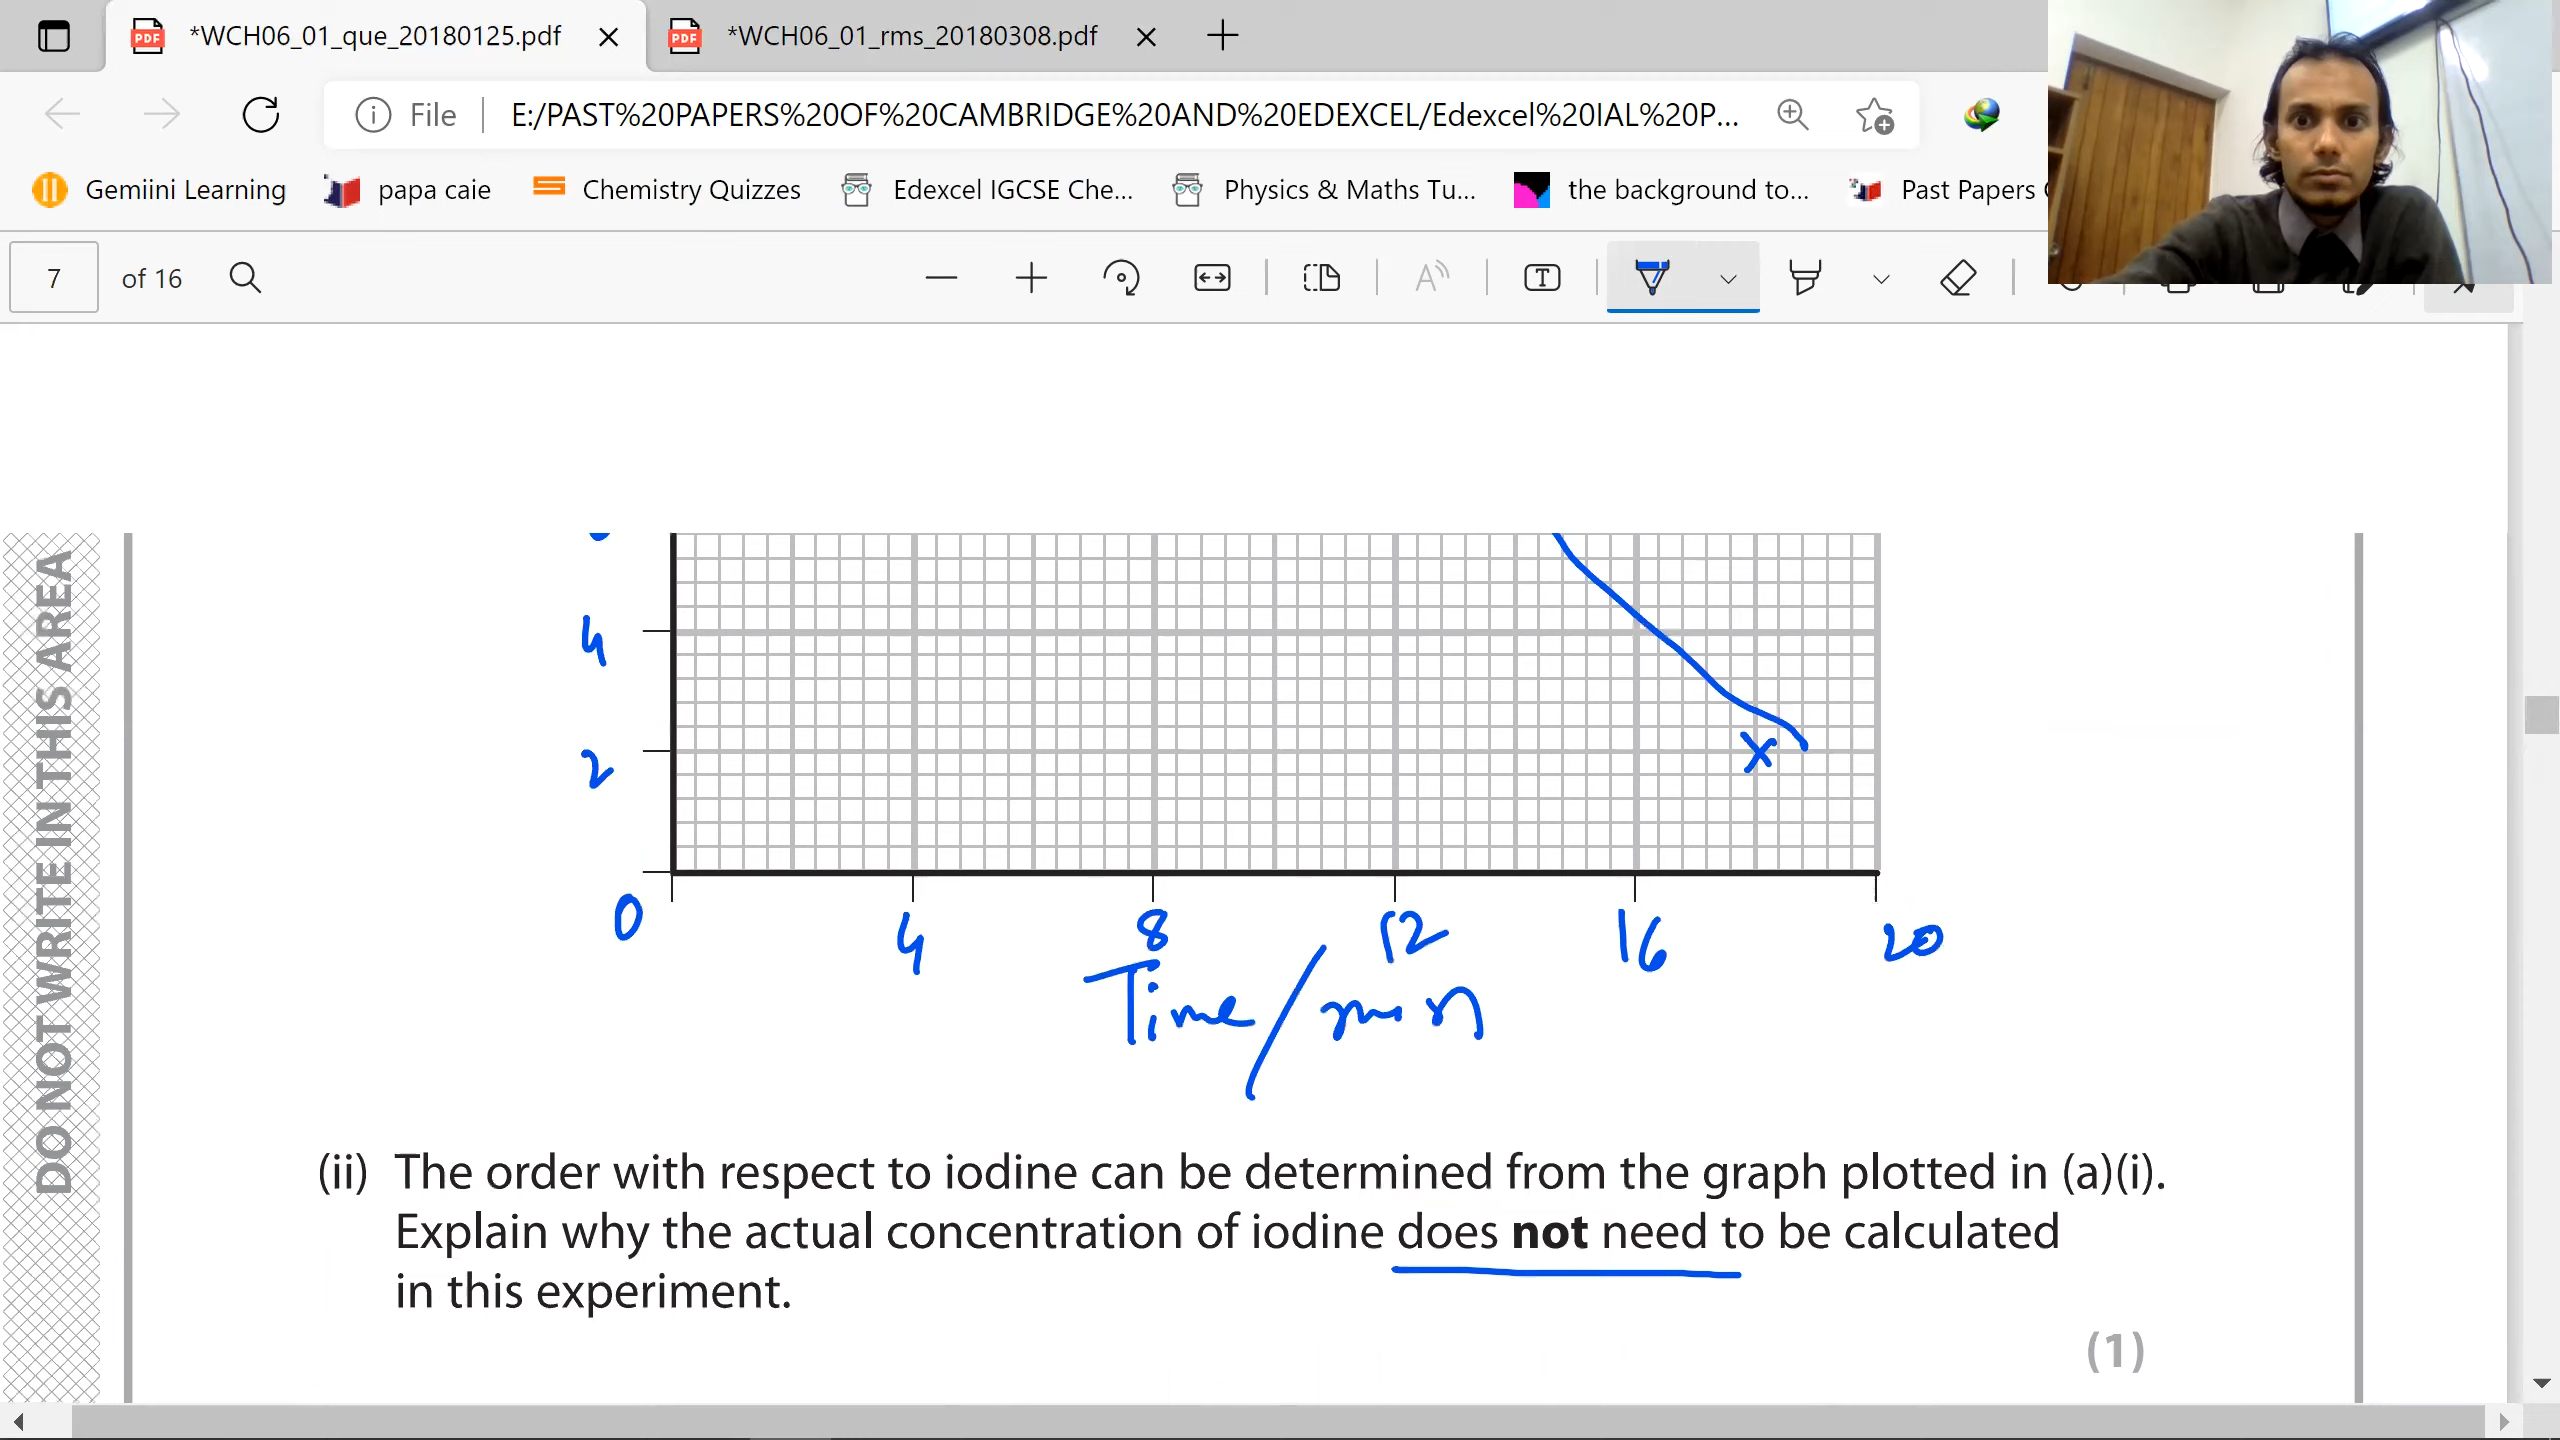 *WCH06_01_que_20180125.pdf
*WCH06_01_rms_20180308.pdf
File
E:/PAST%20PAPERS%20OF%20CAMBRIDGE%20AND%20EDEXCEL/Edexcel%20IAL%20P...
Gemiini Learning
papa caie
Chemistry Quizzes
Edexcel IGCSE Che...
Physics & Maths Tu...
the background to...
Past Papers
7 of 16
DO NOT WRITE IN THIS AREA
4
2
0
4 8 12 16 20
Time/min
(ii) The order with respect to iodine can be determined from the graph plotted in (a)(i).
Explain why the actual concentration of iodine does not need to be calculated
in this experiment.
(1)